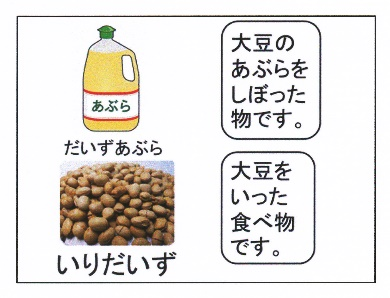 あぶら
だいずあぶら
大豆の
あぶらを
しぼった
物です。
いりだいず
大豆を
いった
食べ物
です。